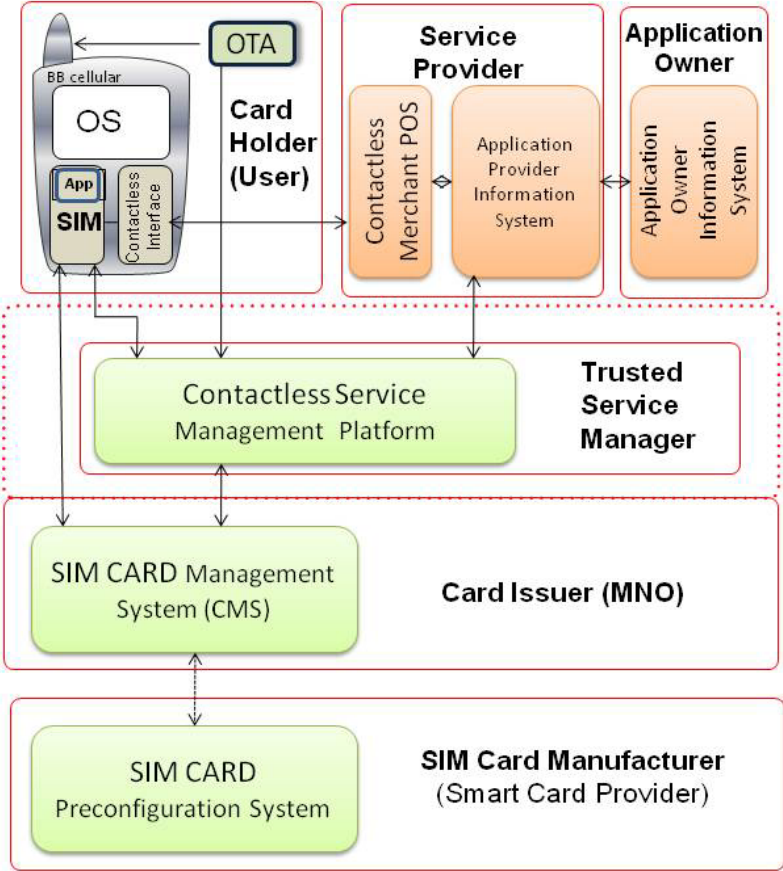 OTA
BB cellular
OS
App
SIM
Contactless
Interface
Card
Holder
(User)
Service
Provider
Contactless
Merchant POS
Application
Provider
Information
System
Application
Owner
Application
Owner
Information
System
Contactless Service
Management Platform
Trusted
Service
Manager
SIM CARD Management
System (CMS)
Card Issuer (MNO)
SIM CARD
Preconfiguration System
SIM Card Manufacturer
(Smart Card Provider)